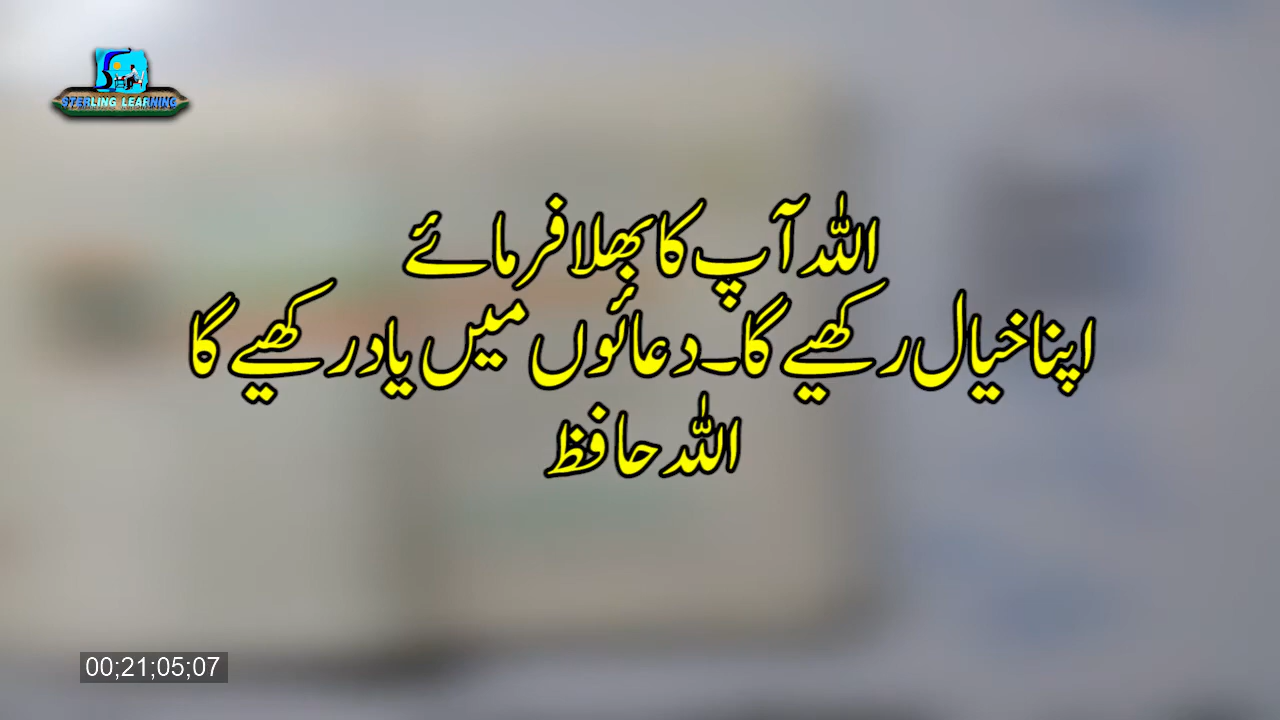 STERLING LEARNING
اللہ آپ کا بھلا فرمائے
اپنا خیال رکھیے گا۔ دعائوں میں یاد رکھیے گا
اللہ حافظ
00;21;05;07